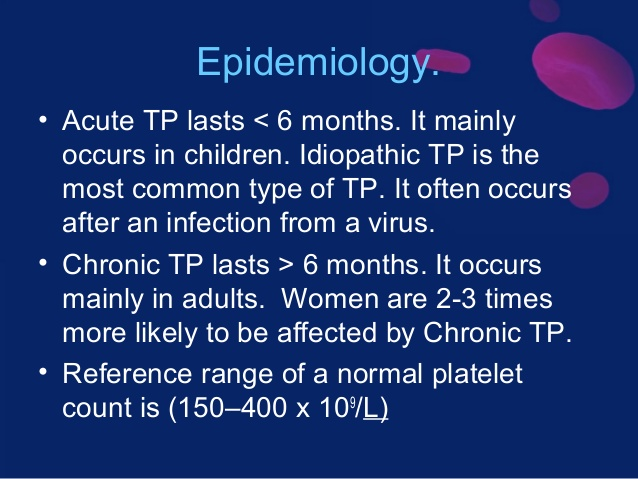 Epidemiology.
• Acute TP lasts < 6 months. It mainly
occurs in children. Idiopathic TP is the
most common type of TP. It often occurs
after an infection from a virus.
• Chronic TP lasts > 6 months. It occurs
mainly in adults.  Women are 2-3 times
more likely to be affected by Chronic TP.
• Reference range of a normal platelet
count is (150–400 x 10⁹/L)